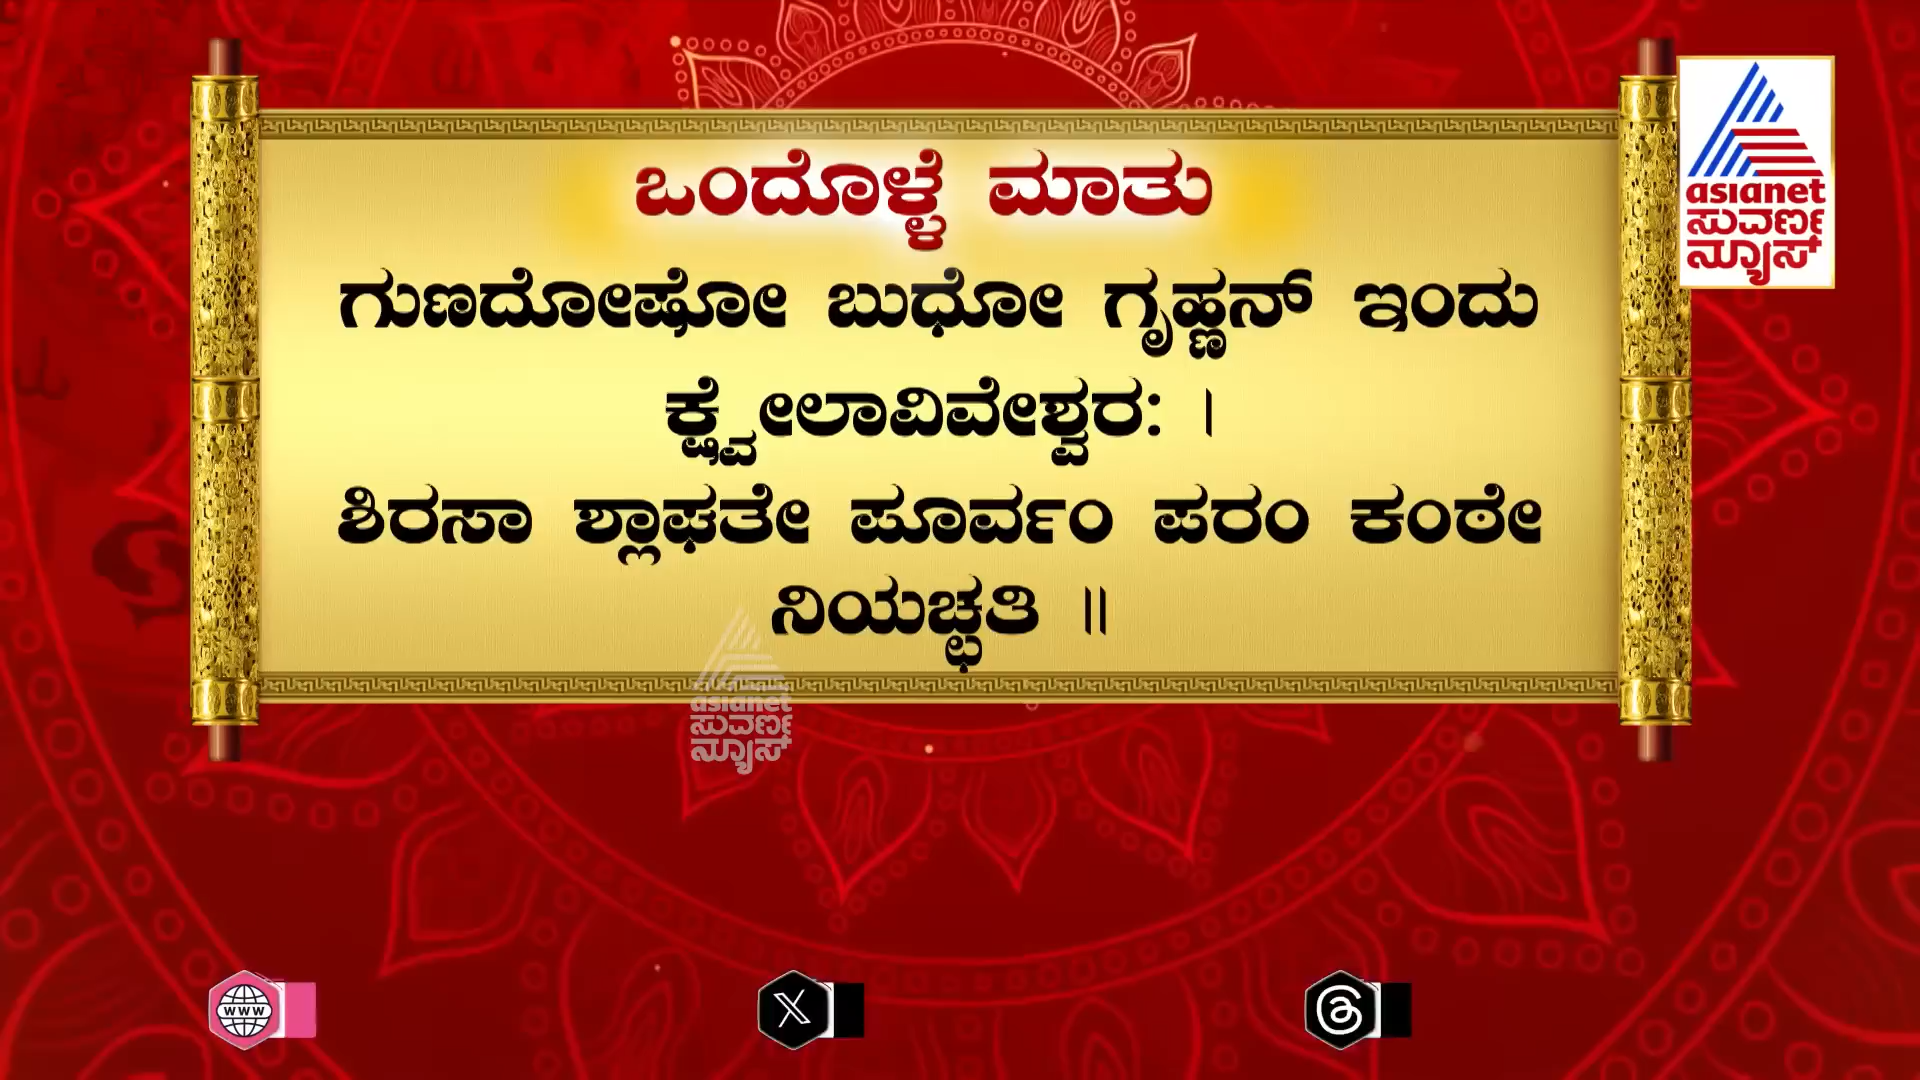 ಒಂದೊಳ್ಳೆ ಮಾತು
asianet
ಸುವರ್ಣ
ನ್ಯೂಸ್
ಗುಣದೋಷೋ ಬುಧೋ ಗೃಹ್ಣನ್ ಇಂದು
ಕ್ಷ್ವೇಲಾವಿವೇಶ್ವರ: ।
ಶಿರಸಾ ಶ್ಲಾಘತೇ ಪೂರ್ವಂ ಪರಂ ಕಂಠೇ
ನಿಯಚ್ಛತಿ ॥
asianet
ಸುವರ್ಣ
ನ್ಯೂಸ್
www